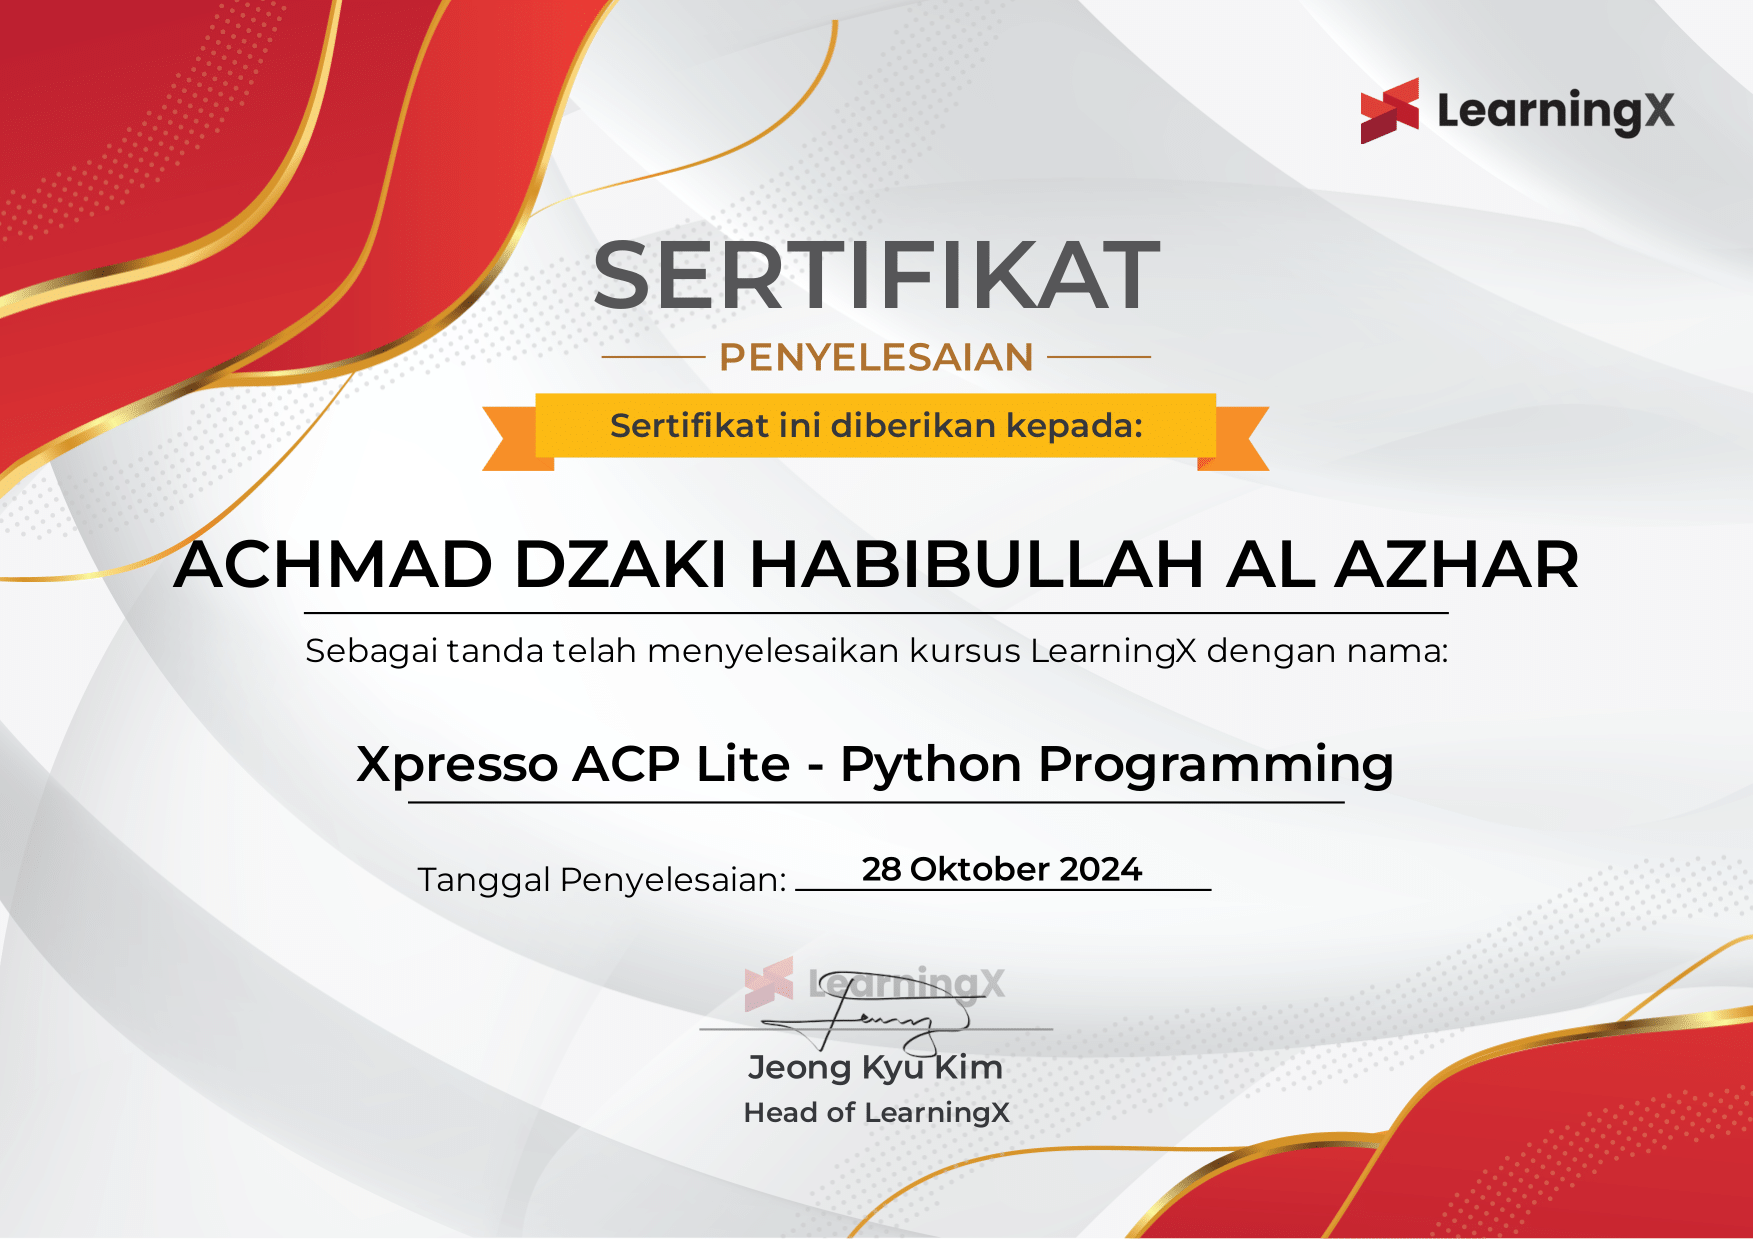 LearningX
SERTIFIKAT
PENYELESAIAN
Sertifikat ini diberikan kepada:
ACHMAD DZAKI HABIBULLAH AL AZHAR
Sebagai tanda telah menyelesaikan kursus LearningX dengan nama:
Xpresso ACP Lite - Python Programming
Tanggal Penyelesaian: 28 Oktober 2024
LearningX
Jeong Kyu Kim
Head of LearningX